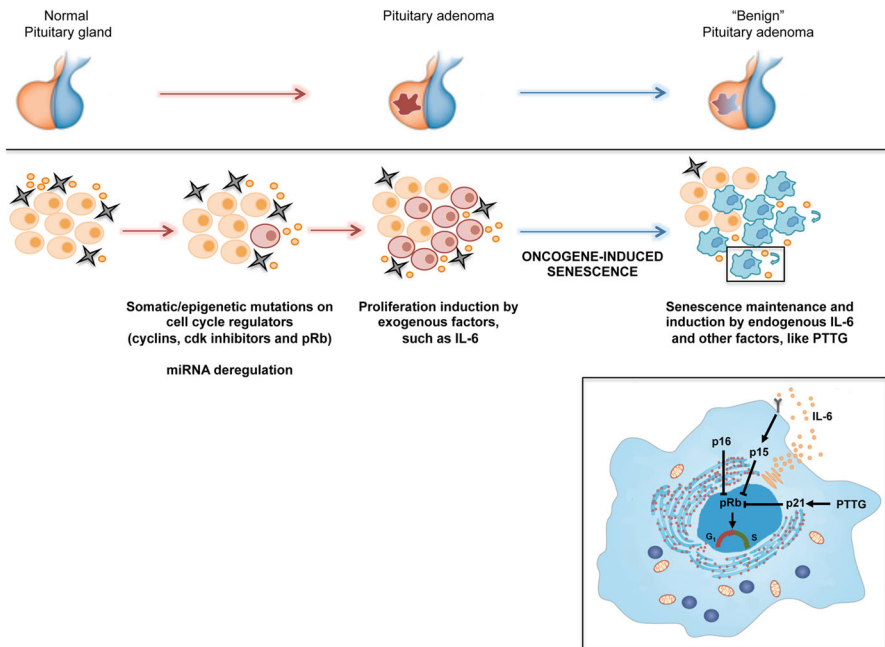 Normal
Pituitary gland
Pituitary adenoma
“Benign”
Pituitary adenoma
ONCOGENE-INDUCED
SENESCENCE
Somatic/epigenetic mutations on
cell cycle regulators
(cyclins, cdk inhibitors and pRb)
miRNA deregulation
Proliferation induction by
exogenous factors,
such as IL-6
Senescence maintenance and
induction by endogenous IL-6
and other factors, like PTTG
IL-6
p16
p15
pRb
p21
PTTG
G1
S